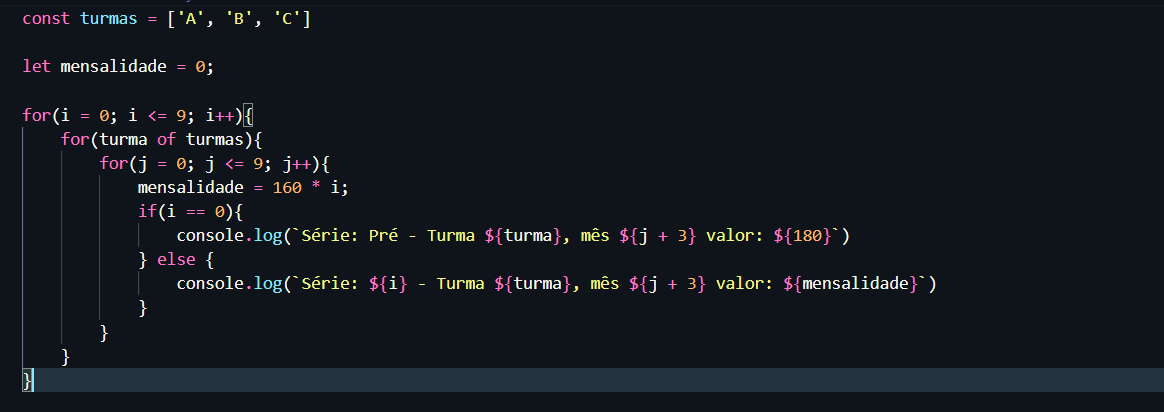 const turmas = ['A', 'B', 'C']
let mensalidade = 0;
for(i = 0; i <= 9; i++){
for(turma of turmas){
for(j = 0; j <= 9; j++){
mensalidade = 160 * i;
if(i == 0){
console.log(`Série: Pré - Turma ${turma}, mês ${j + 3} valor: ${180}`)
} else {
console.log(`Série: ${i} - Turma ${turma}, mês ${j + 3} valor: ${mensalidade}`)
}
}
}
}